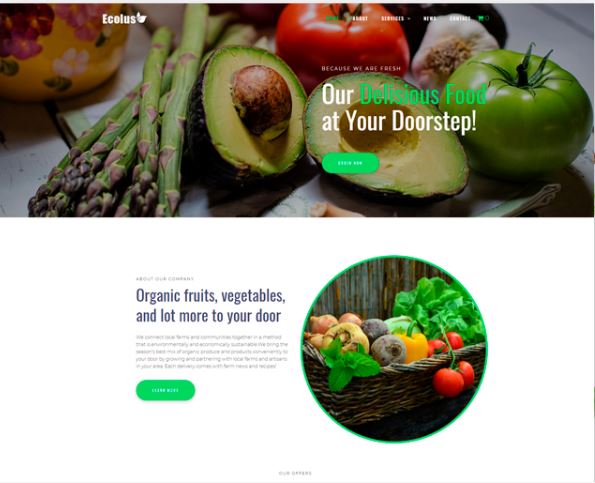 Ecolus
HOME ABOUT SERVICES NEWS CONTACT 0
BECAUSE WE ARE FRESH
Our Delisious Food
at Your Doorstep!
ORDER NOW
ABOUT OUR COMPANY
Organic fruits, vegetables,
and lot more to your door
We connect local farms and communities together in a method
that is environmentally and economically sustainable.We bring the
season's best mix of organic produce and products conveniently to
your door by growing and partnering with local farms and artisans
in your area. Each delivery comes with farm news and recipes!
LEARN MORE
OUR OFFERS